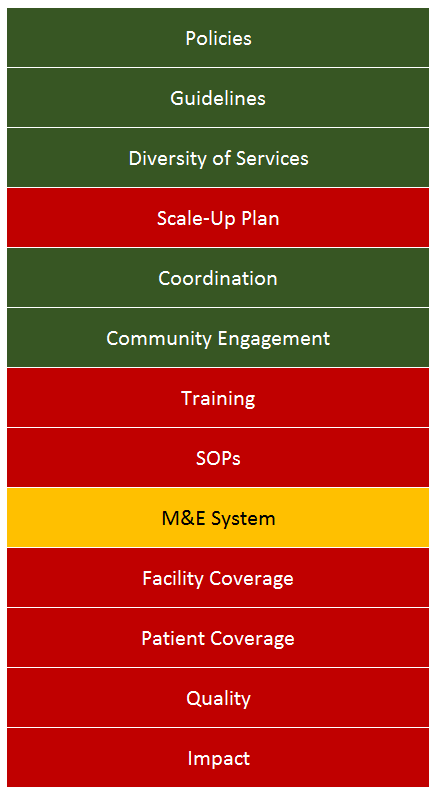 Policies
Guidelines
Diversity of Services
Scale-Up Plan
Coordination
Community Engagement
Training
SOPs
M&E System
Facility Coverage
Patient Coverage
Quality
Impact